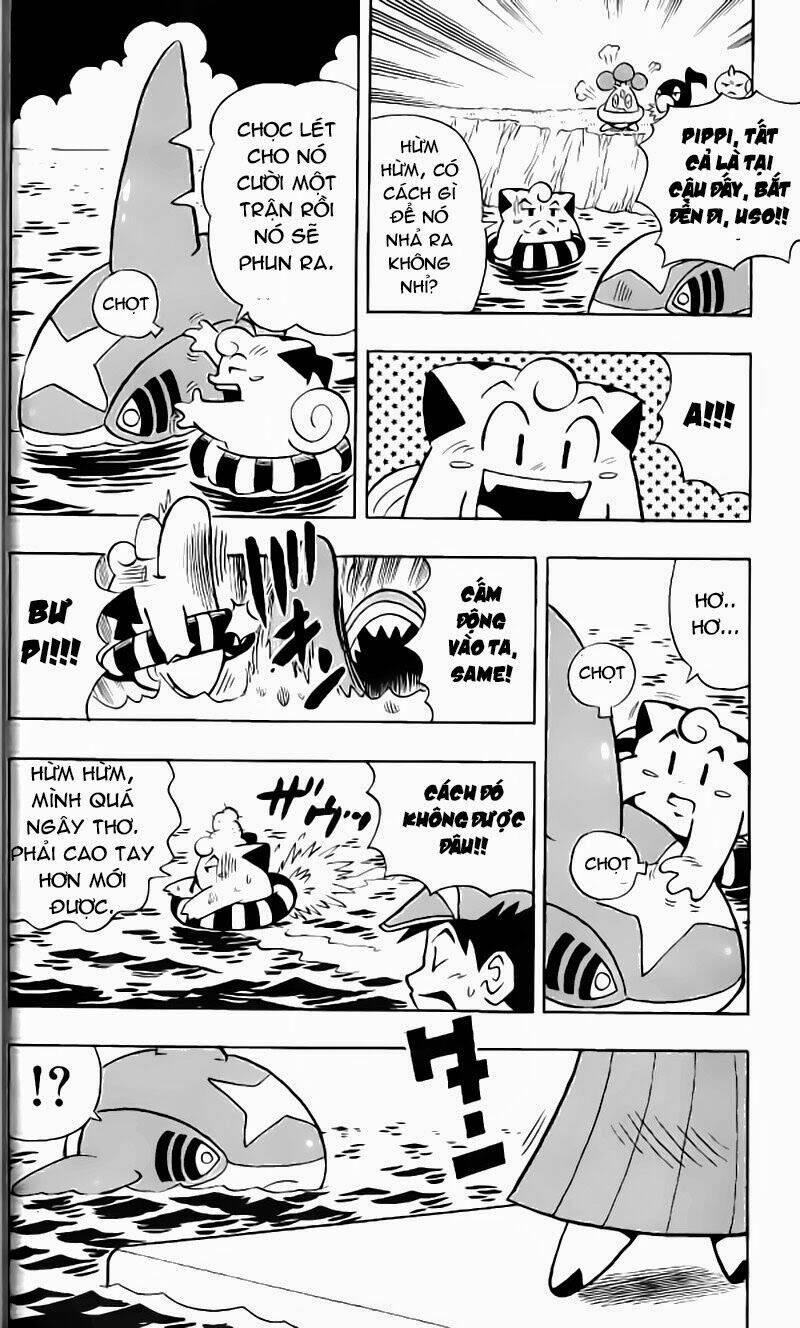 PIPPI, TẤT
CẢ LÀ TẠI
CẬU ĐẤY, BẮT
ĐỀN ĐI, USO!!
HỪM
HỪM, CÓ
CÁCH GÌ
ĐỂ NÓ
NHẢ RA
KHÔNG
NHỈ?
A!!!
CHỌC LÉT
CHO NÓ
CƯỜI MỘT
TRẬN RỒI
NÓ SẼ
PHUN RA.
CHỌT
HƠ..
HƠ...
CHỌT
CHỌT
CẤM
ĐỘNG
VÀO TA,
SAME!
ガキン
BƯ
PI!!!
CÁCH ĐÓ
KHÔNG ĐƯỢC
ĐÂU!!
HỪM HỪM,
MÌNH QUÁ
NGÂY THƠ.
PHẢI CAO TAY
HƠN MỚI
ĐƯỢC.
!?